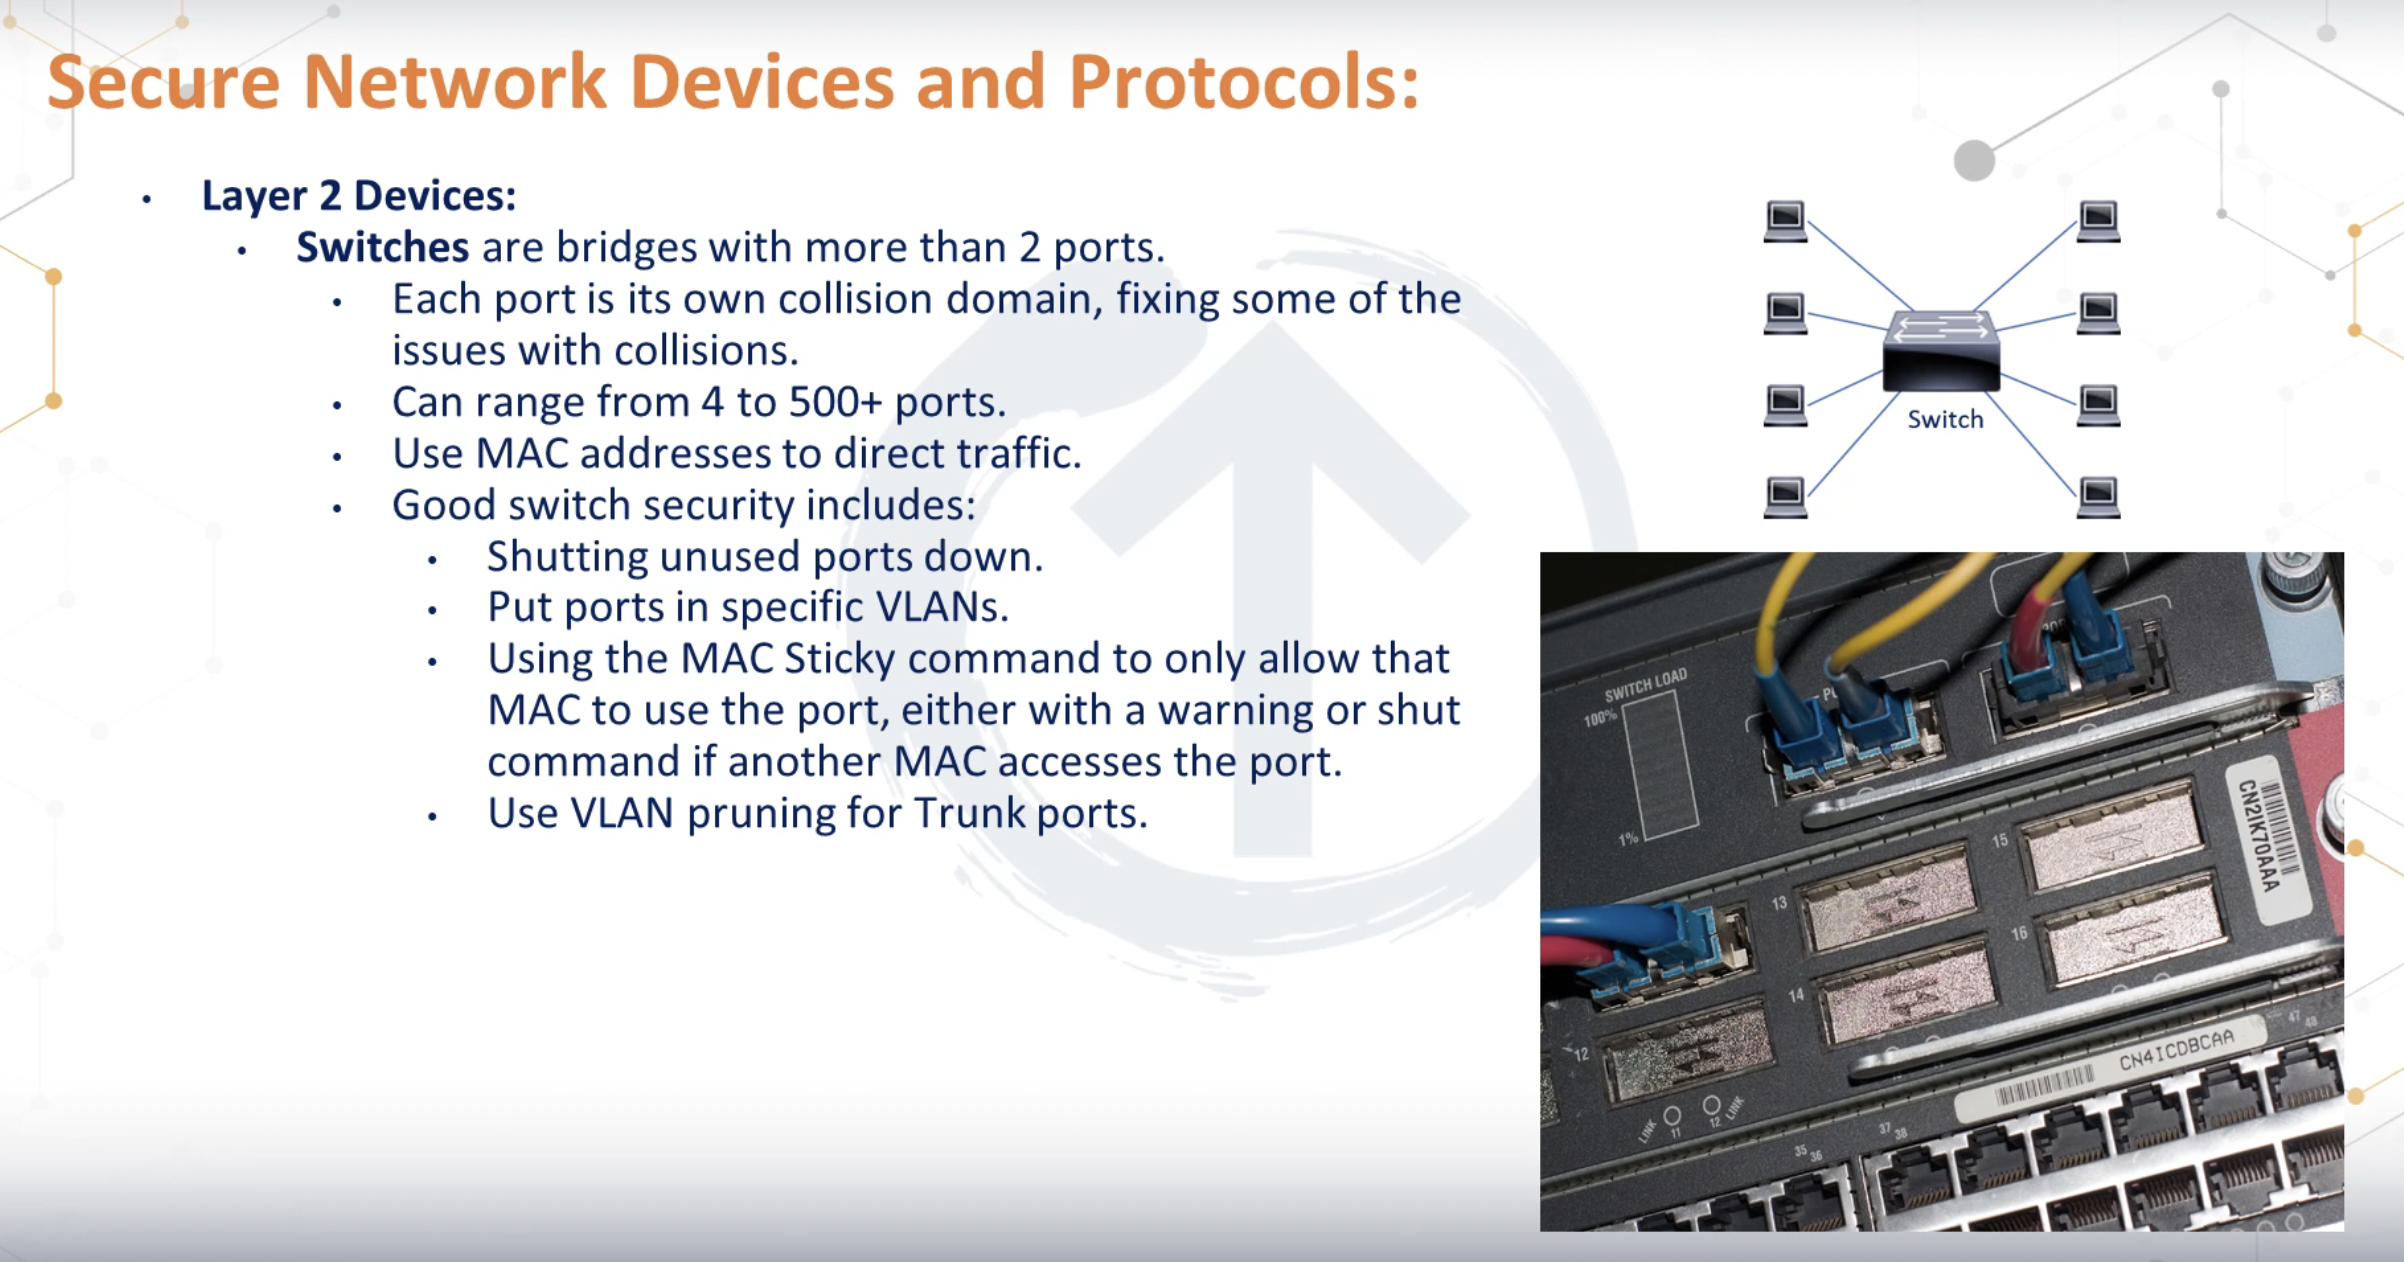 Secure Network Devices and Protocols:
• Layer 2 Devices:
• Switches are bridges with more than 2 ports.
• Each port is its own collision domain, fixing some of the
issues with collisions.
• Can range from 4 to 500+ ports.
• Use MAC addresses to direct traffic.
• Good switch security includes:
• Shutting unused ports down.
• Put ports in specific VLANs.
• Using the MAC Sticky command to only allow that
MAC to use the port, either with a warning or shut
command if another MAC accesses the port.
• Use VLAN pruning for Trunk ports.
Switch
SWITCH LOAD
100%
1%
CN2IK70AAA
13
15
14
16
12
LINK
11
12
LINK
CN4ICDBCAA
35
36
37
38
47
48